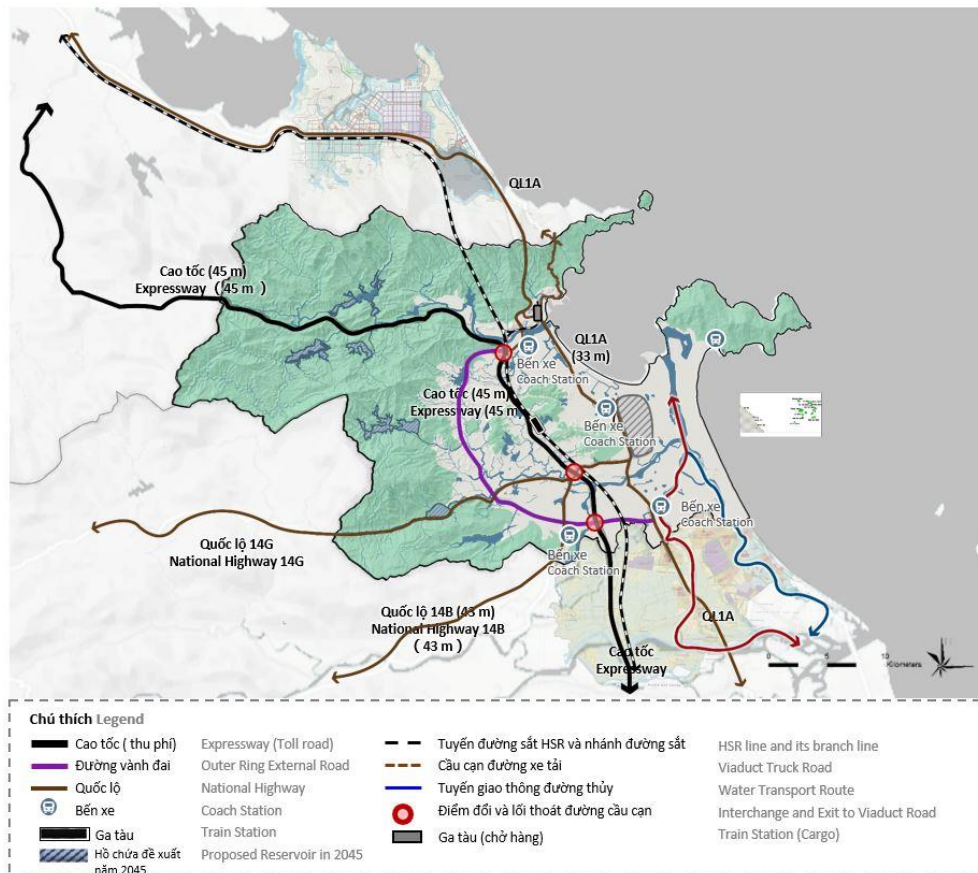 QL1A
Cao tốc (45 m)
Expressway ( 45 m )
QL1A
(33 m)
Bến xe
Coach Station
Cao tốc (45 m)
Expressway (45 m
Bến xe
Coach Station
Bến xe
Coach Station
Quốc lộ 14G
National Highway 14G
Bến xe
Coach Station
Quốc lộ 14B (43 m)
National Highway 14B
( 43 m )
QL1A
Cao tốc
Expressway
0 5 10
Kilometers
Chú thích Legend
Cao tốc ( thu phí) Expressway (Toll road)
Đường vành đai Outer Ring External Road
Quốc lộ National Highway
Bến xe Coach Station
Ga tàu Train Station
Hồ chứa đề xuất năm 2045 Proposed Reservoir in 2045
Tuyến đường sắt HSR và nhánh đường sắt HSR line and its branch line
Cầu cạn đường xe tải Viaduct Truck Road
Tuyến giao thông đường thủy Water Transport Route
Điểm đổi và lối thoát đường cầu cạn Interchange and Exit to Viaduct Road
Ga tàu (chở hàng) Train Station (Cargo)